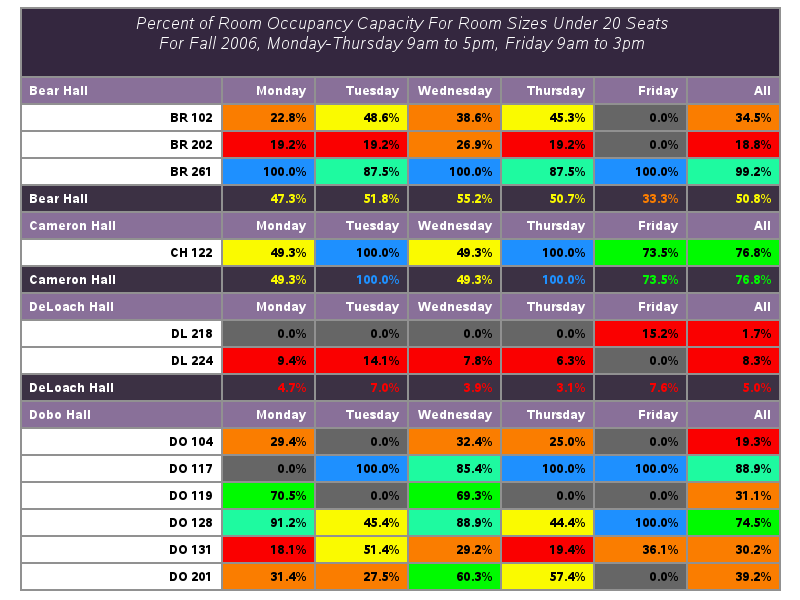 Percent of Room Occupancy Capacity For Room Sizes Under 20 Seats
For Fall 2006, Monday-Thursday 9am to 5pm, Friday 9am to 3pm
Bear Hall Monday Tuesday Wednesday Thursday Friday All
BR 102 22.8% 48.6% 38.6% 45.3% 0.0% 34.5%
BR 202 19.2% 19.2% 26.9% 19.2% 0.0% 18.8%
BR 261 100.0% 87.5% 100.0% 87.5% 100.0% 99.2%
Bear Hall 47.3% 51.8% 55.2% 50.7% 33.3% 50.8%
Cameron Hall Monday Tuesday Wednesday Thursday Friday All
CH 122 49.3% 100.0% 49.3% 100.0% 73.5% 76.8%
Cameron Hall 49.3% 100.0% 49.3% 100.0% 73.5% 76.8%
DeLoach Hall Monday Tuesday Wednesday Thursday Friday All
DL 218 0.0% 0.0% 0.0% 0.0% 15.2% 1.7%
DL 224 9.4% 14.1% 7.8% 6.3% 0.0% 8.3%
DeLoach Hall 4.7% 7.0% 3.9% 3.1% 7.6% 5.0%
Dobo Hall Monday Tuesday Wednesday Thursday Friday All
DO 104 29.4% 0.0% 32.4% 25.0% 0.0% 19.3%
DO 117 0.0% 100.0% 85.4% 100.0% 100.0% 88.9%
DO 119 70.5% 0.0% 69.3% 0.0% 0.0% 31.1%
DO 128 91.2% 45.4% 88.9% 44.4% 100.0% 74.5%
DO 131 18.1% 51.4% 29.2% 19.4% 36.1% 30.2%
DO 201 31.4% 27.5% 60.3% 57.4% 0.0% 39.2%